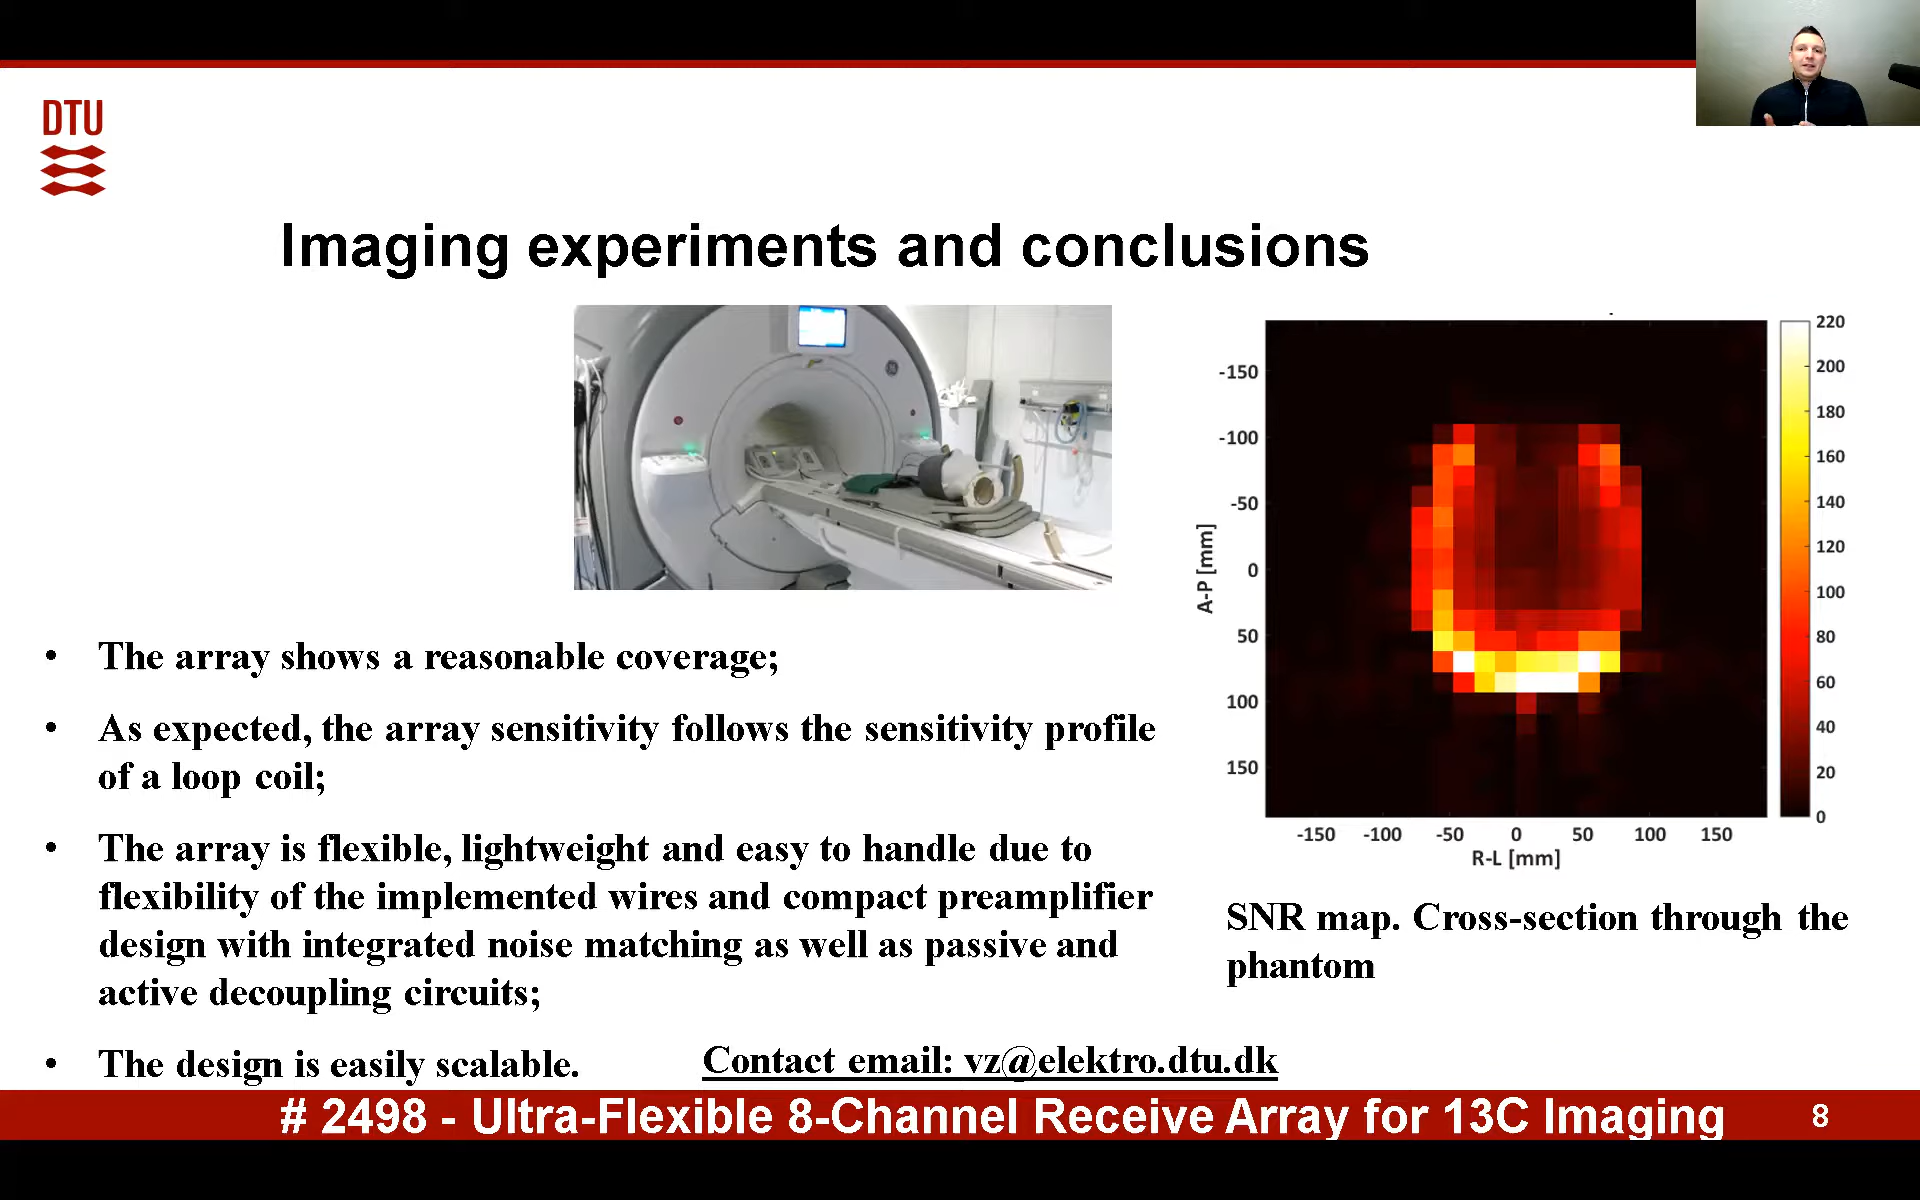 DTU
Imaging experiments and conclusions
• The array shows a reasonable coverage;
• As expected, the array sensitivity follows the sensitivity profile
of a loop coil;
• The array is flexible, lightweight and easy to handle due to
flexibility of the implemented wires and compact preamplifier
design with integrated noise matching as well as passive and
active decoupling circuits;
• The design is easily scalable.
Contact email: vz@elektro.dtu.dk
A-P [mm]
-150
-100
-50
0
50
100
150
-150 -100 -50 0 50 100 150
R-L [mm]
220
200
180
160
140
120
100
80
60
40
20
0
SNR map. Cross-section through the
phantom
# 2498 - Ultra-Flexible 8-Channel Receive Array for 13C Imaging
8